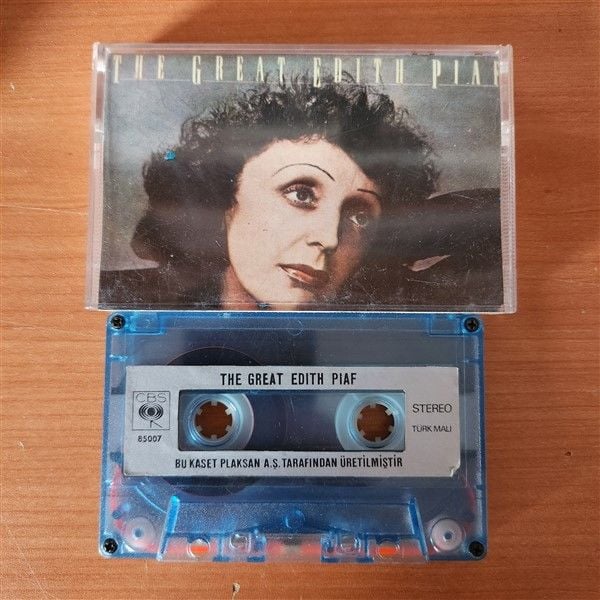 THE GREAT EDITH PIAF
THE GREAT EDITH PIAF
CBS
85007
STEREO
TÜRK MALI
BU KASET PLAKSAN A.Ş. TARAFINDAN ÜRETİLMİŞTİR